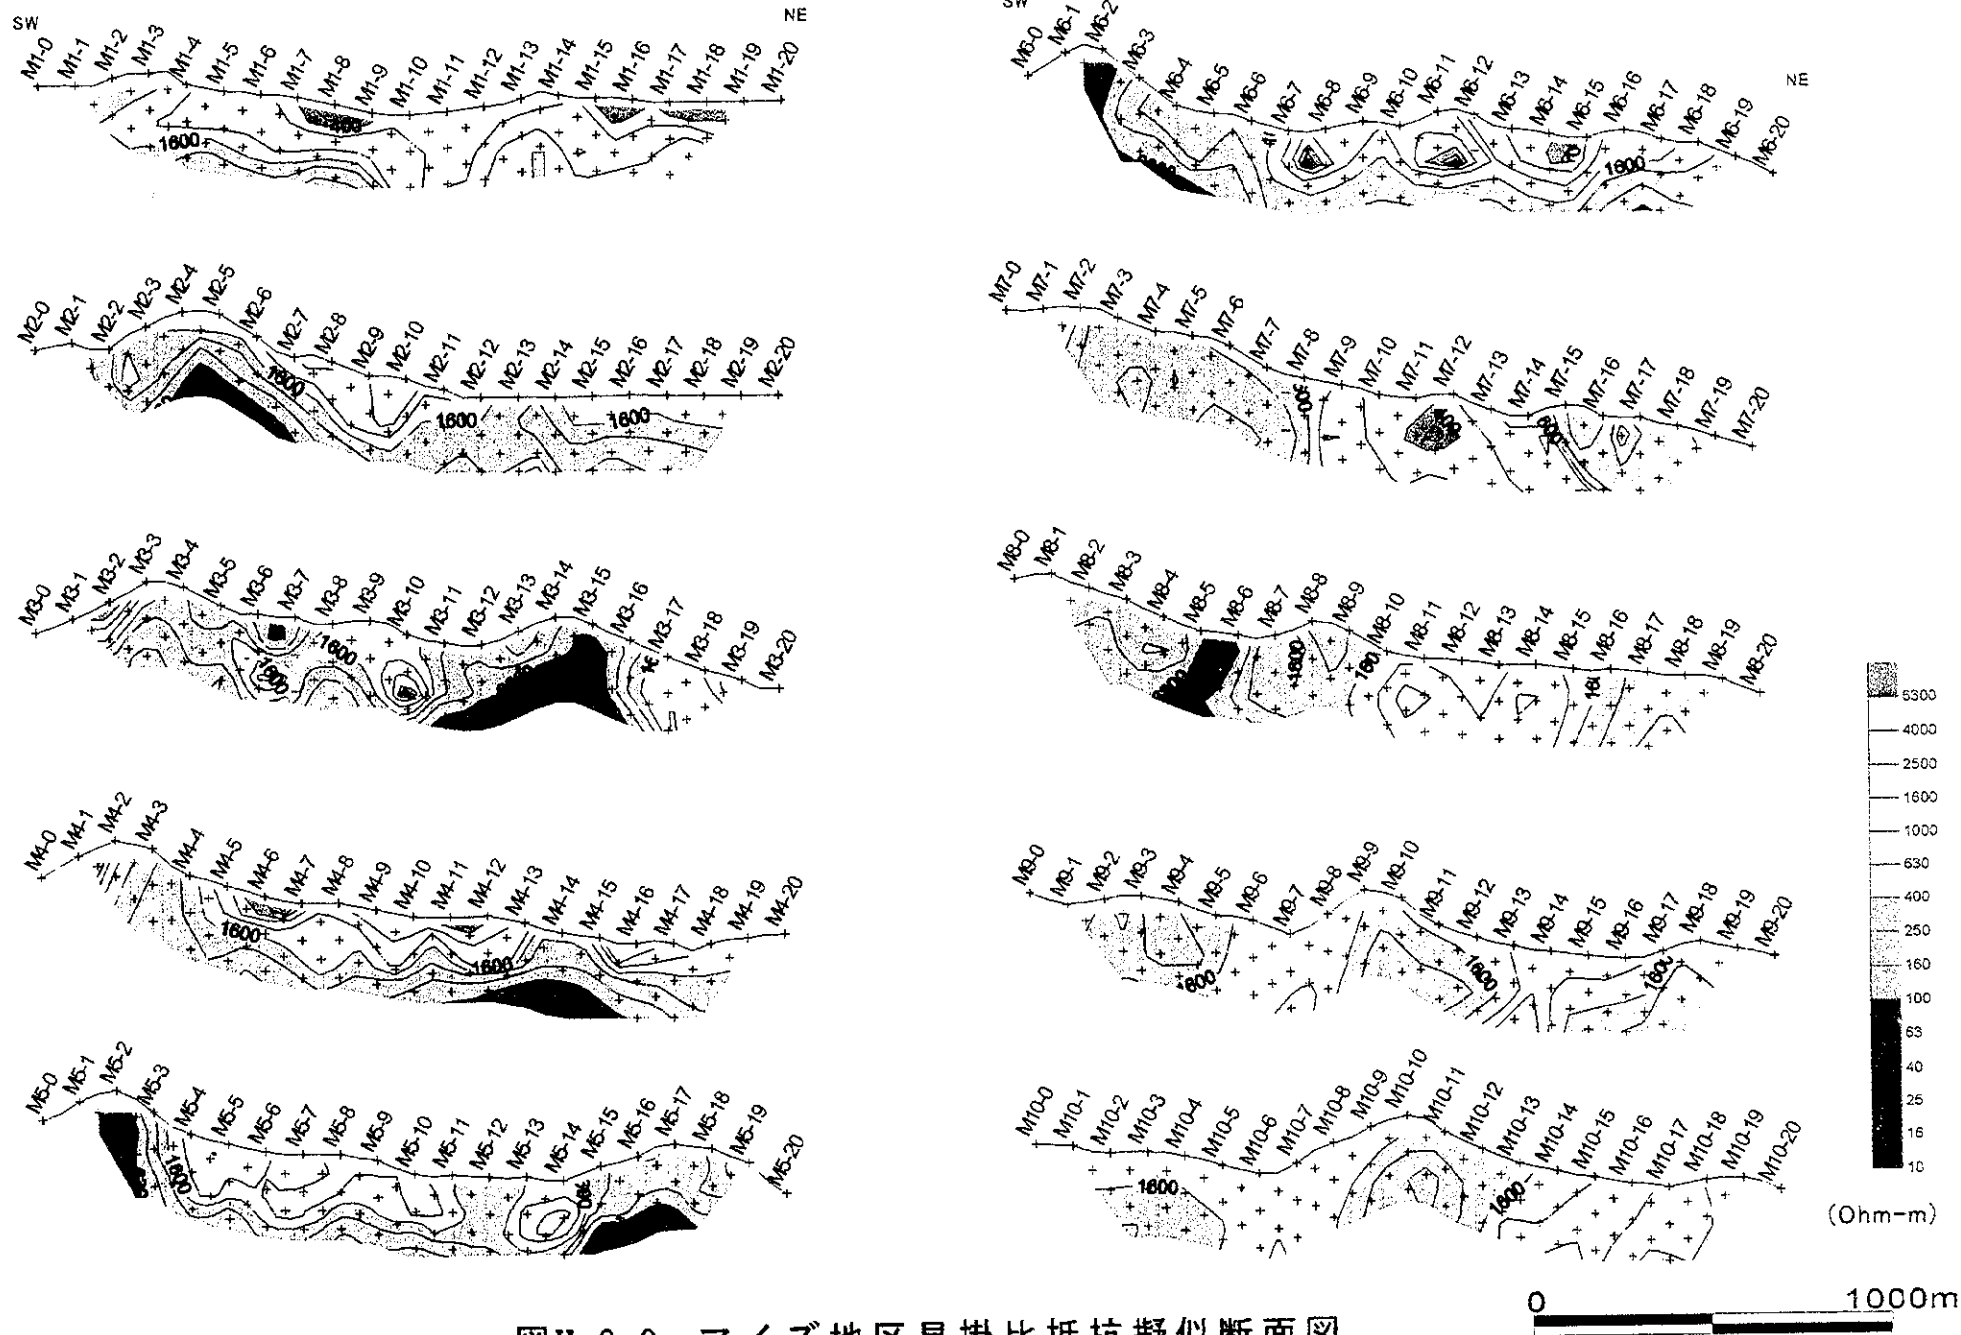 SW NE
M1-0 M1-1 M1-2 M1-3 M1-4 M1-5 M1-6 M1-7 M1-8 M1-9 M1-10 M1-11 M1-12 M1-13 M1-14 M1-15 M1-16 M1-17 M1-18 M1-19 M1-20
400
1600
M2-0 M2-1 M2-2 M2-3 M2-4 M2-5 M2-6 M2-7 M2-8 M2-9 M2-10 M2-11 M2-12 M2-13 M2-14 M2-15 M2-16 M2-17 M2-18 M2-19 M2-20
1600 1600 1600
M3-0 M3-1 M3-2 M3-3 M3-4 M3-5 M3-6 M3-7 M3-8 M3-9 M3-10 M3-11 M3-12 M3-13 M3-14 M3-15 M3-16 M3-17 M3-18 M3-19 M3-20
1600 1600
M4-0 M4-1 M4-2 M4-3 M4-4 M4-5 M4-6 M4-7 M4-8 M4-9 M4-10 M4-11 M4-12 M4-13 M4-14 M4-15 M4-16 M4-17 M4-18 M4-19 M4-20
1600 1600
M5-0 M5-1 M5-2 M5-3 M5-4 M5-5 M5-6 M5-7 M5-8 M5-9 M5-10 M5-11 M5-12 M5-13 M5-14 M5-15 M5-16 M5-17 M5-18 M5-19 M5-20
1600
SW NE
M6-0 M6-1 M6-2 M6-3 M6-4 M6-5 M6-6 M6-7 M6-8 M6-9 M6-10 M6-11 M6-12 M6-13 M6-14 M6-15 M6-16 M6-17 M6-18 M6-19 M6-20
1600
M7-0 M7-1 M7-2 M7-3 M7-4 M7-5 M7-6 M7-7 M7-8 M7-9 M7-10 M7-11 M7-12 M7-13 M7-14 M7-15 M7-16 M7-17 M7-18 M7-19 M7-20
M8-0 M8-1 M8-2 M8-3 M8-4 M8-5 M8-6 M8-7 M8-8 M8-9 M8-10 M8-11 M8-12 M8-13 M8-14 M8-15 M8-16 M8-17 M8-18 M8-19 M8-20
1600
M9-0 M9-1 M9-2 M9-3 M9-4 M9-5 M9-6 M9-7 M9-8 M9-9 M9-10 M9-11 M9-12 M9-13 M9-14 M9-15 M9-16 M9-17 M9-18 M9-19 M9-20
1600
M10-0 M10-1 M10-2 M10-3 M10-4 M10-5 M10-6 M10-7 M10-8 M10-9 M10-10 M10-11 M10-12 M10-13 M10-14 M10-15 M10-16 M10-17 M10-18 M10-19 M10-20
1600 1600
6300
4000
2500
1600
1000
630
400
250
160
100
63
40
25
16
10
(Ohm-m)
0 1000m
地区見掛比抵抗擬似断面図